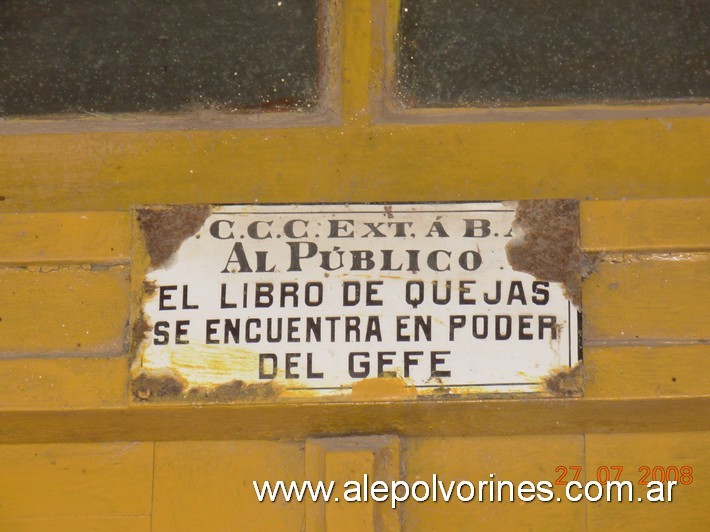 . C.C.C. EXT. Á B.A
AL PÚBLICO
EL LIBRO DE QUEJAS
SE ENCUENTRA EN PODER
DEL GEFE
27.07.2008
www.alepolvorines.com.ar